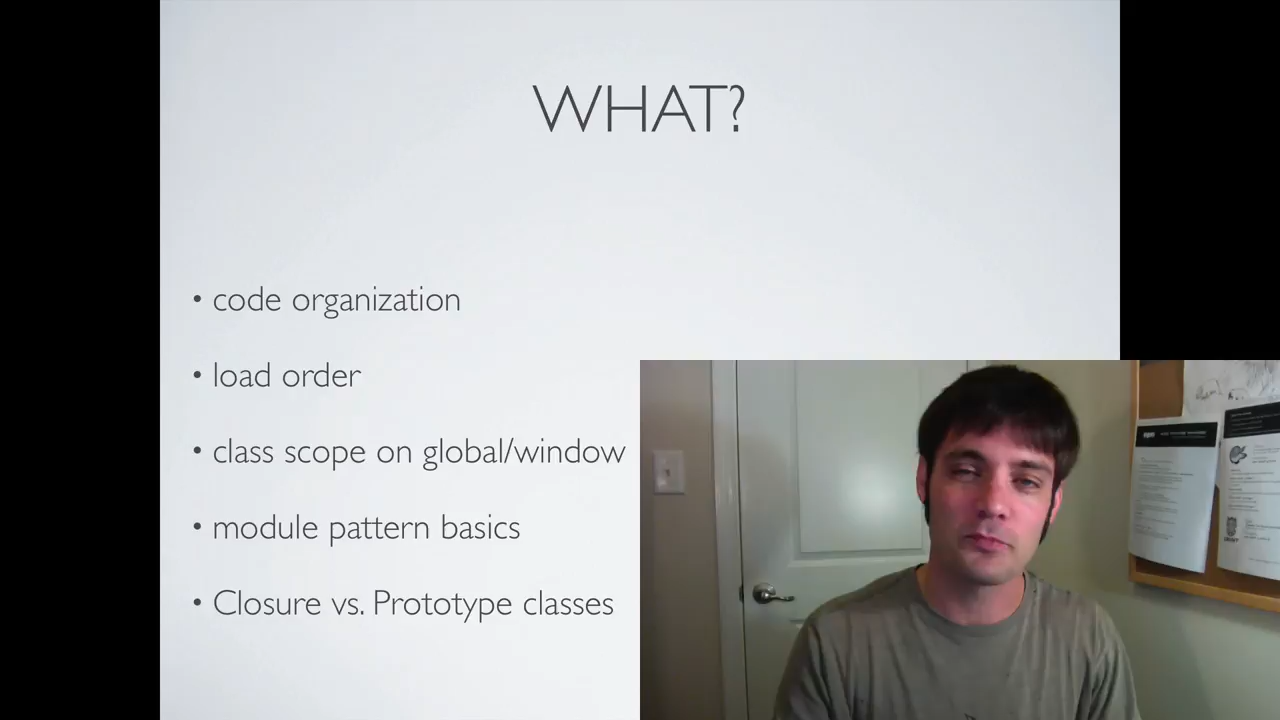 WHAT?
• code organization
• load order
• class scope on global/window
• module pattern basics
• Closure vs. Prototype classes